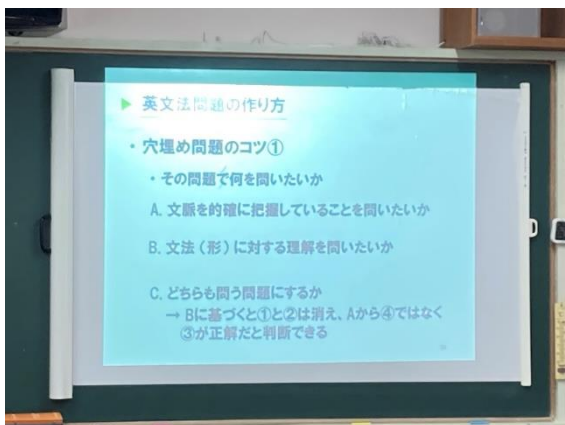 ▶ 英文法問題の作り方
・穴埋め問題のコツ①
・その問題で何を問いたいか
A. 文脈を的確に把握していることを問いたいか
B. 文法（形）に対する理解を問いたいか
C. どちらも問う問題にするか
→ Bに基づくと①と②は消え、Aから④ではなく
③が正解だと判断できる